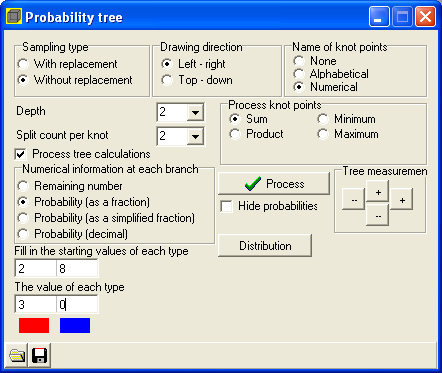 Probability tree
Sampling type
With replacement
Without replacement
Drawing direction
Left - right
Top - down
Name of knot points
None
Alphabetical
Numerical
Depth
2
Split count per knot
2
Process tree calculations
Process knot points
Sum
Minimum
Product
Maximum
Numerical information at each branch
Remaining number
Probability (as a fraction)
Probability (as a simplified fraction)
Probability (decimal)
Process
Hide probabilities
Distribution
Tree measuremen
--
+
--
+
Fill in the starting values of each type
2 8
The value of each type
3 0